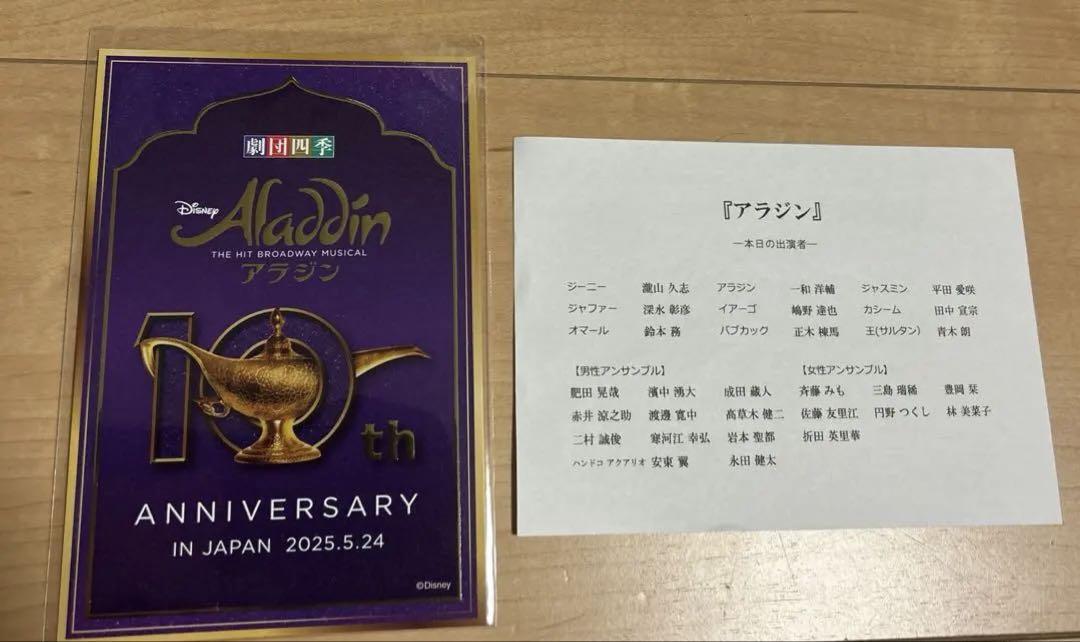 劇団四季
Disney Aladdin
THE HIT BROADWAY MUSICAL
アラジン
10th
ANNIVERSARY
IN JAPAN 2025.5.24
©Disney
『アラジン』
―本日の出演者―
ジーニー 瀧山 久志 アラジン 一和 洋輔 ジャスミン 平田 愛咲
ジャファー 深水 彰彦 イアーゴ 嶋野 達也 カシーム 田中 宣宗
オマール 鈴本 務 バブカック 正木 棟馬 王(サルタン) 青木 朗
【男性アンサンブル】 【女性アンサンブル】
肥田 晃哉 濱中 湧大 成田 蔵人 斉藤 みも 三島 瑞稀 豊岡 栞
赤井 涼之助 渡邊 寛中 髙草木 健二 佐藤 友里江 円野 つくし 林 美菜子
二村 誠俊 寒河江 幸弘 岩本 聖都 折田 英里華
ハンドコ アクアリオ 安東 翼 永田 健太